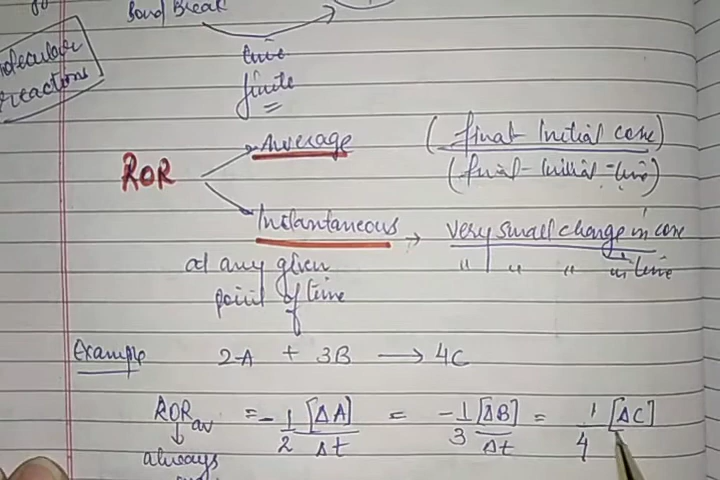 Bond Break
time
finite
Molecular
reactions
Average
(final - Initial conc)
(final - Initial - time)
ROR
Instantaneous → very small change in conc
" " " in time
at any given
point of time
Example 2A + 3B → 4C
ROR av = - 1/2 [ΔA]/Δt = - 1/3 [ΔB]/Δt = 1/4 [ΔC]
always